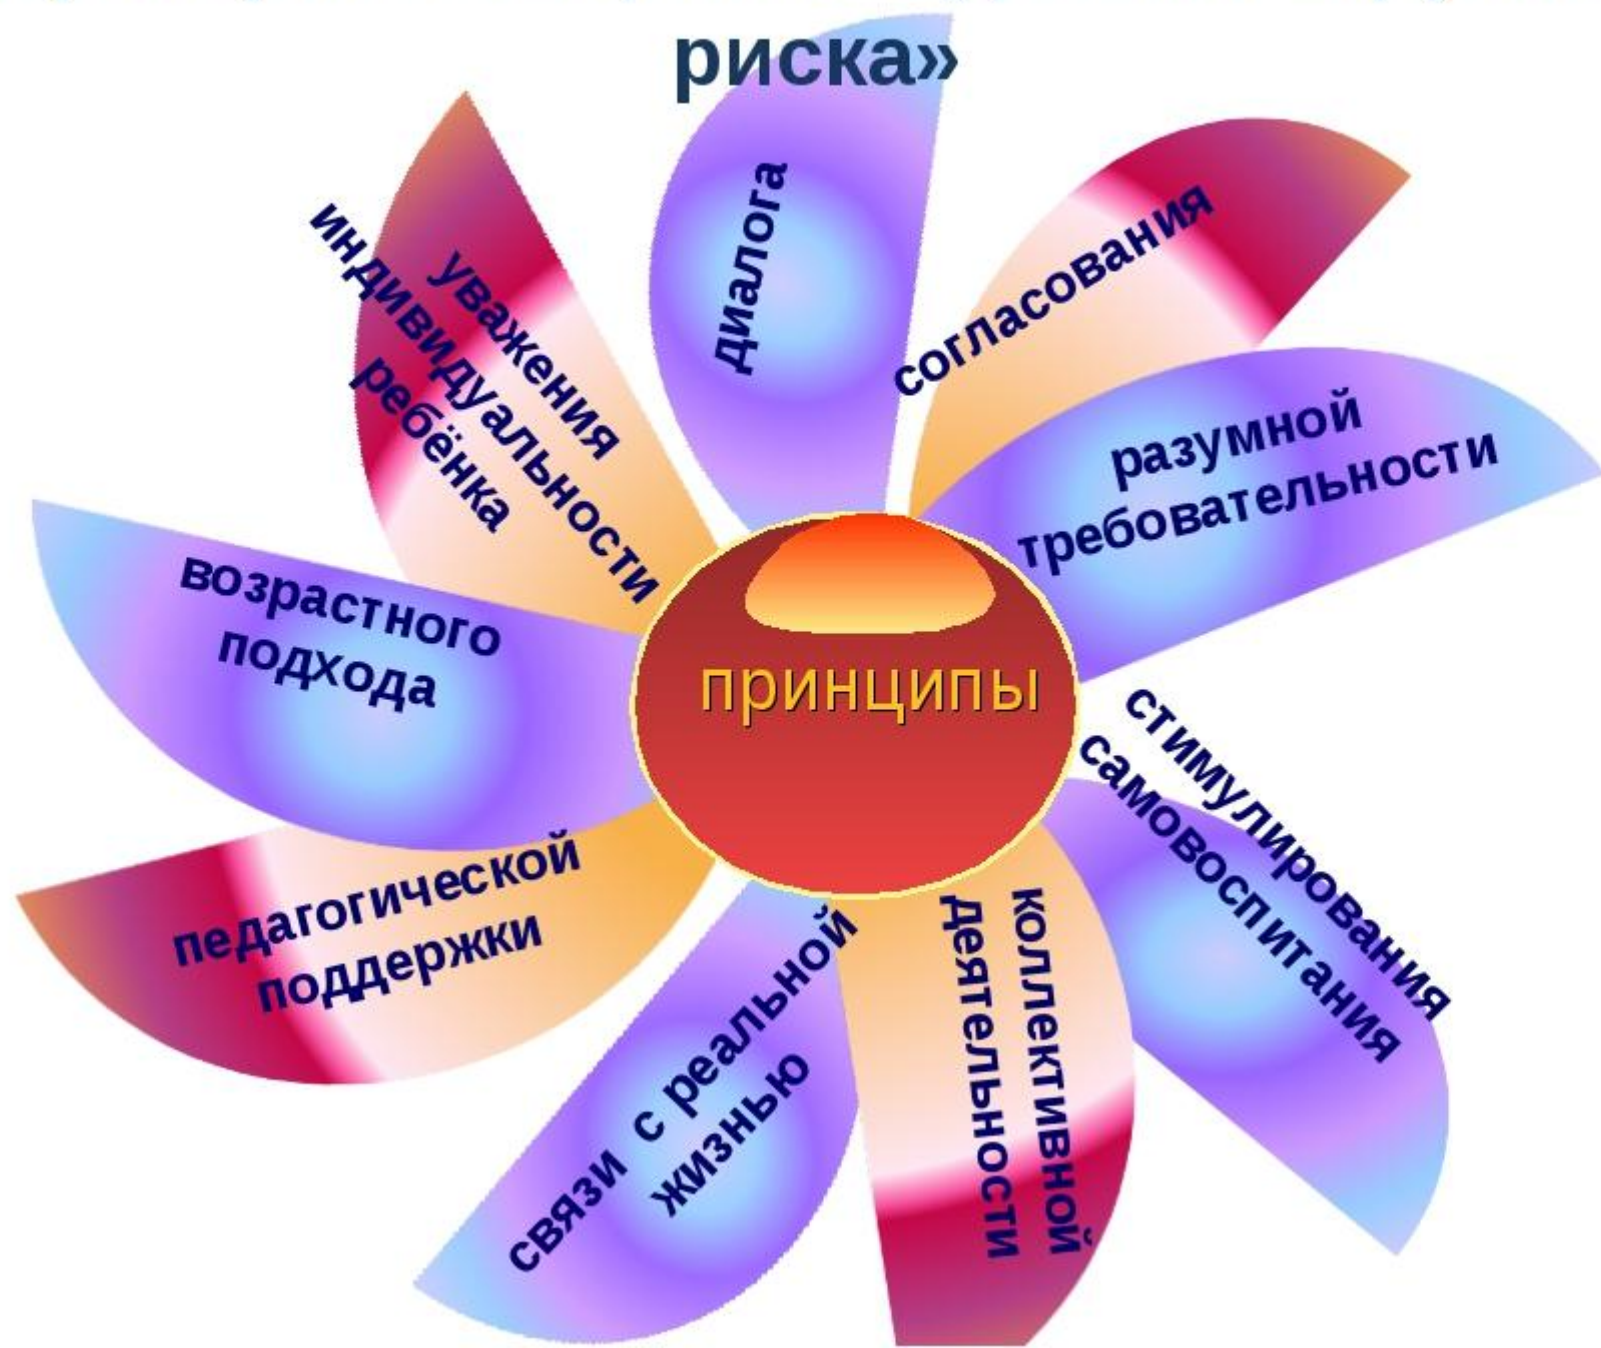 риска»
диалога
согласования
разумной
требовательности
стимулирования
самовоспитания
коллективной
деятельности
связи с реальной
жизнью
педагогической
поддержки
возрастного
подхода
уважения
индивидуальности
ребёнка
принципы